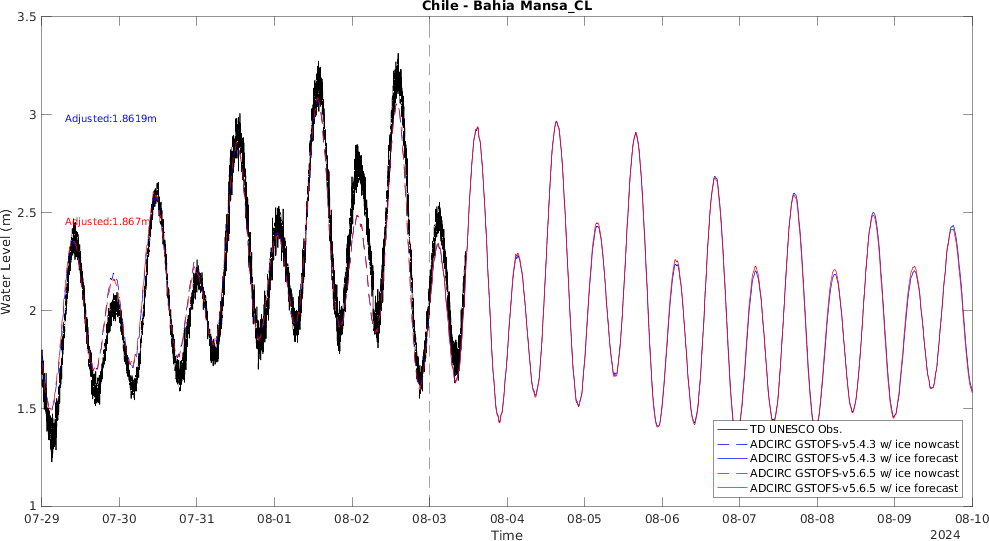 Chile - Bahia Mansa_CL
3.5
3
2.5
2
1.5
1
Water Level (m)
Adjusted:1.8619m
Adjusted:1.867m
TD UNESCO Obs.
ADCIRC GSTOFS-v5.4.3 w/ ice nowcast
ADCIRC GSTOFS-v5.4.3 w/ ice forecast
ADCIRC GSTOFS-v5.6.5 w/ ice nowcast
ADCIRC GSTOFS-v5.6.5 w/ ice forecast
07-29 07-30 07-31 08-01 08-02 08-03 08-04 08-05 08-06 08-07 08-08 08-09 08-10
Time
2024